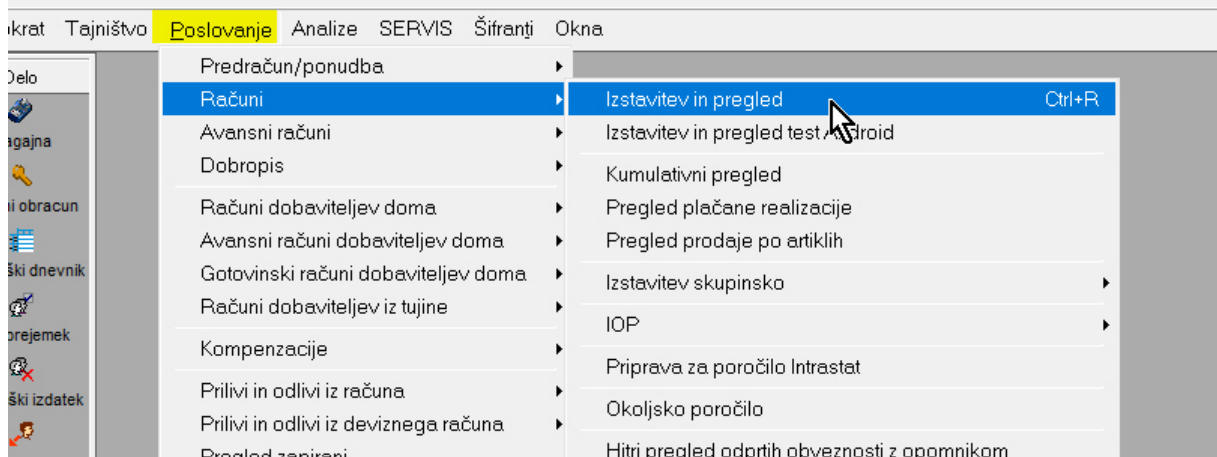 okrat Tajništvo Poslovanje Analize SERVIS Šifranti Okna
Delo
agajna
ni obracun
ški dnevnik
prejemek
ški izdatek
Predračun/ponudba
Računi
Avansni računi
Dobropis
Računi dobaviteljev doma
Avansni računi dobaviteljev doma
Gotovinski računi dobaviteljev doma
Računi dobaviteljev iz tujine
Kompenzacije
Prilivi in odlivi iz računa
Prilivi in odlivi iz deviznega računa
Pregled zapiranj
Izstavitev in pregled Ctrl+R
Izstavitev in pregled test Android
Kumulativni pregled
Pregled plačane realizacije
Pregled prodaje po artiklih
Izstavitev skupinsko
IOP
Priprava za poročilo Intrastat
Okoljsko poročilo
Hitri pregled odprtih obveznosti z opomnikom